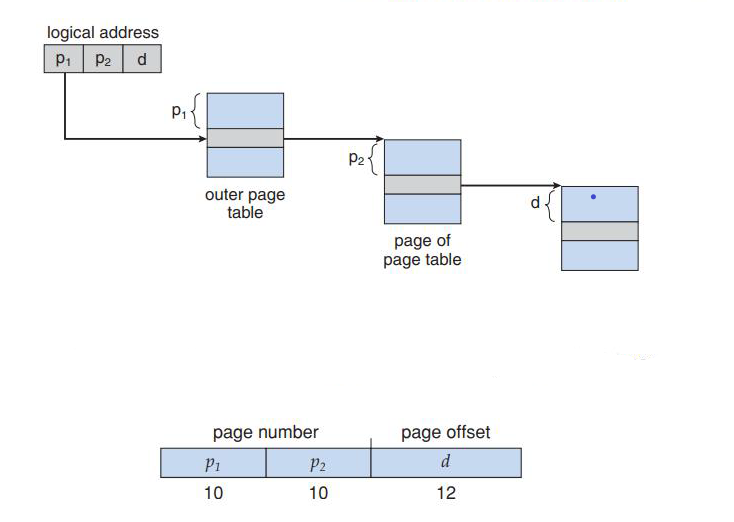 logical address
p₁ p₂ d
p₁
outer page
table
p₂
page of
page table
d
page number page offset
p₁ p₂ d
10 10 12